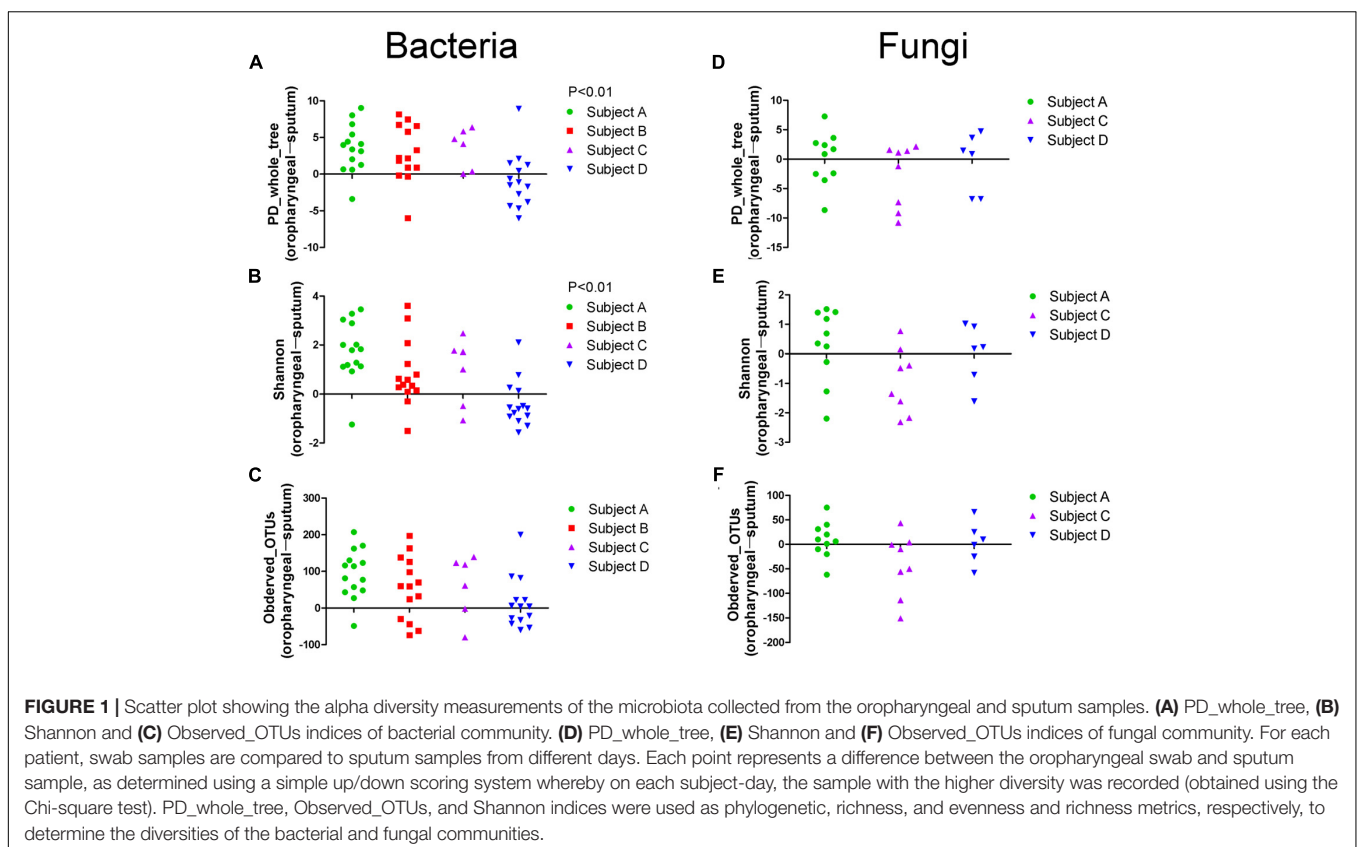 Bacteria
Fungi
A
PD_whole_tree
(oropharyngeal—sputum)
10
5
0
-5
-10
P<0.01
Subject A
Subject B
Subject C
Subject D
B
Shannon
(oropharyngeal—sputum)
4
2
0
-2
P<0.01
Subject A
Subject B
Subject C
Subject D
C
Obderved_OTUs
(oropharyngeal—sputum)
300
200
100
0
-100
Subject A
Subject B
Subject C
Subject D
D
PD_whole_tree
(oropharyngeal—sputum)
10
5
0
-5
-10
-15
Subject A
Subject C
Subject D
E
Shannon
(oropharyngeal—sputum)
2
1
0
-1
-2
-3
Subject A
Subject C
Subject D
F
Obderved_OTUs
(oropharyngeal—sputum)
100
50
0
-50
-100
-150
-200
Subject A
Subject C
Subject D
FIGURE 1 | Scatter plot showing the alpha diversity measurements of the microbiota collected from the oropharyngeal and sputum samples. (A) PD_whole_tree, (B)
Shannon and (C) Observed_OTUs indices of bacterial community. (D) PD_whole_tree, (E) Shannon and (F) Observed_OTUs indices of fungal community. For each
patient, swab samples are compared to sputum samples from different days. Each point represents a difference between the oropharyngeal swab and sputum
sample, as determined using a simple up/down scoring system whereby on each subject-day, the sample with the higher diversity was recorded (obtained using the
Chi-square test). PD_whole_tree, Observed_OTUs, and Shannon indices were used as phylogenetic, richness, and evenness and richness metrics, respectively, to
determine the diversities of the bacterial and fungal communities.